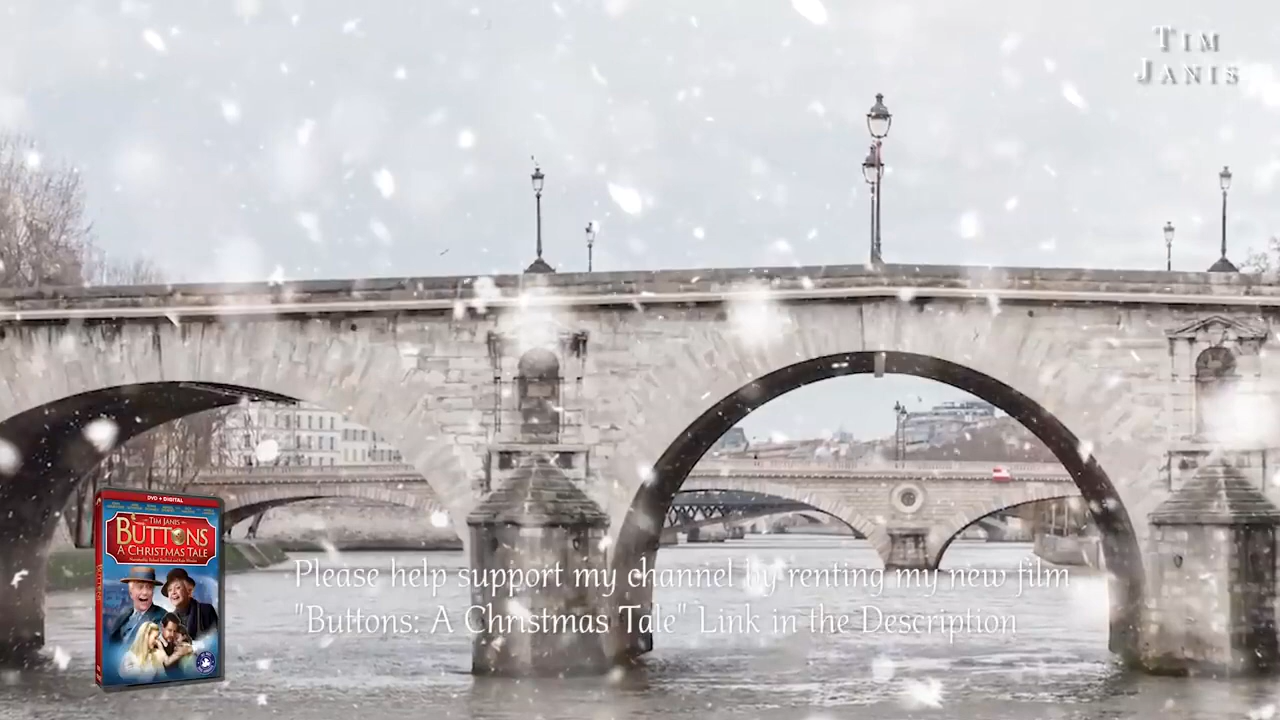 TIM
JANIS
DVD + DIGITAL
TIM JANIS
BUTTONS
A CHRISTMAS TALE
Please help support my channel by renting my new film
"Buttons: A Christmas Tale" Link in the Description